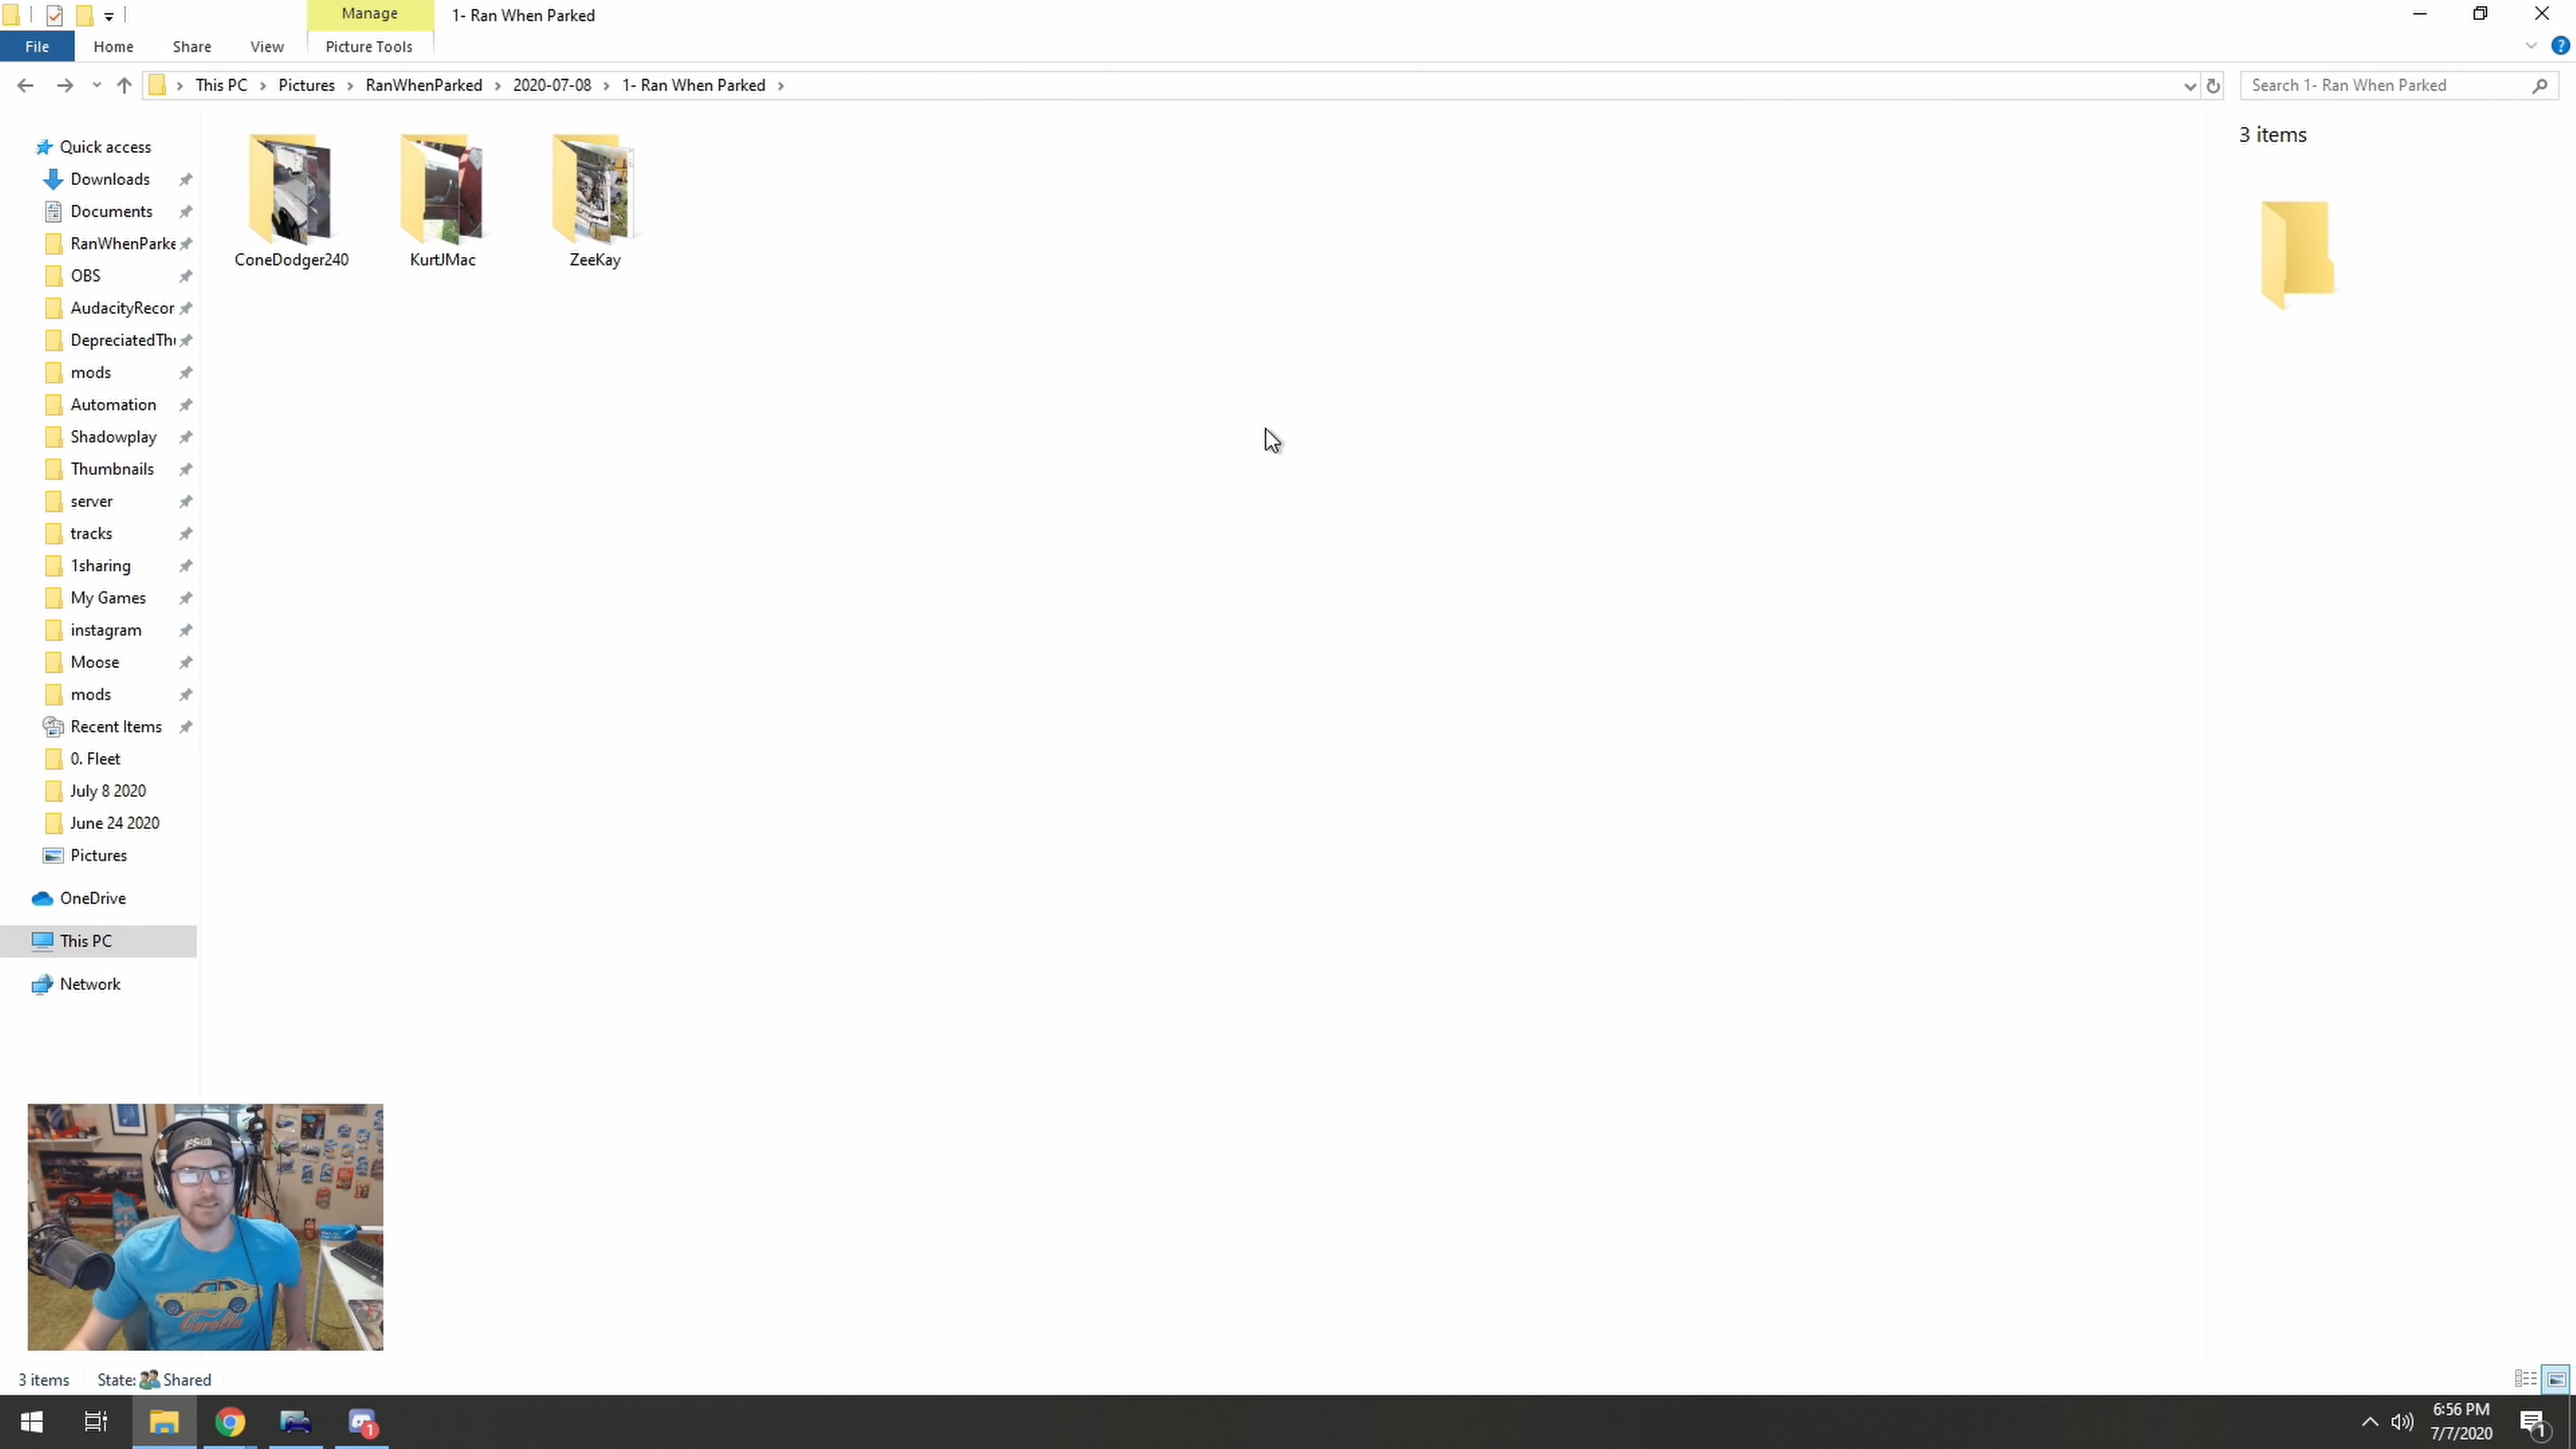 Manage
1- Ran When Parked
File
Home
Share
View
Picture Tools
This PC
Pictures
RanWhenParked
2020-07-08
1- Ran When Parked
Search 1- Ran When Parked
Quick access
Downloads
Documents
RanWhenParke
OBS
AudacityRecor
DepreciatedTh
mods
Automation
Shadowplay
Thumbnails
server
tracks
1sharing
My Games
instagram
Moose
mods
Recent Items
0. Fleet
July 8 2020
June 24 2020
Pictures
OneDrive
This PC
Network
ConeDodger240
KurtJMac
ZeeKay
3 items
Corolla
3 items
State: Shared
1
6:56 PM
7/7/2020
1